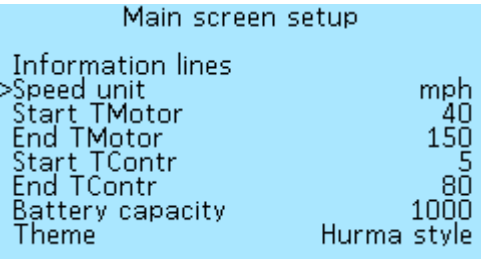 Main screen setup
Information lines
>Speed unit mph
Start TMotor 40
End TMotor 150
Start TContr 5
End TContr 80
Battery capacity 1000
Theme Hurma style